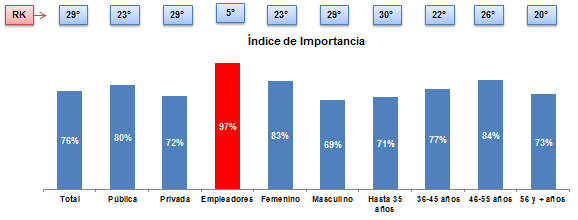 RK 29° 23° 29° 5° 23° 29° 30° 22° 26° 20°
Índice de Importancia
76% 80% 72% 97% 83% 69% 71% 77% 84% 73%
Total Pública Privada Empleadores Femenino Masculino Hasta 35 años 36-45 años 46-55 años 56 y + años